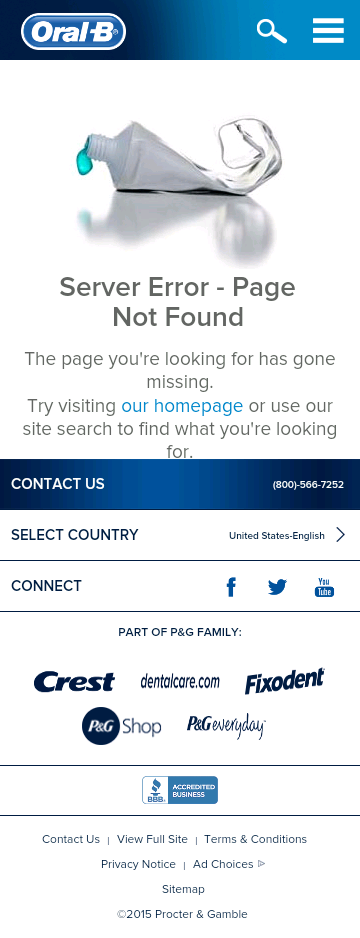 Oral-B®
Server Error - Page
Not Found
The page you're looking for has gone
missing.
Try visiting our homepage or use our
site search to find what you're looking
for.
CONTACT US (800)-566-7252
SELECT COUNTRY United States-English
CONNECT f You Tube
PART OF P&G FAMILY:
Crest dentalcare.com Fixodent
P&G Shop P&G everyday
BBB ACCREDITED
BUSINESS
Contact Us | View Full Site | Terms & Conditions
Privacy Notice | Ad Choices
Sitemap
©2015 Procter & Gamble